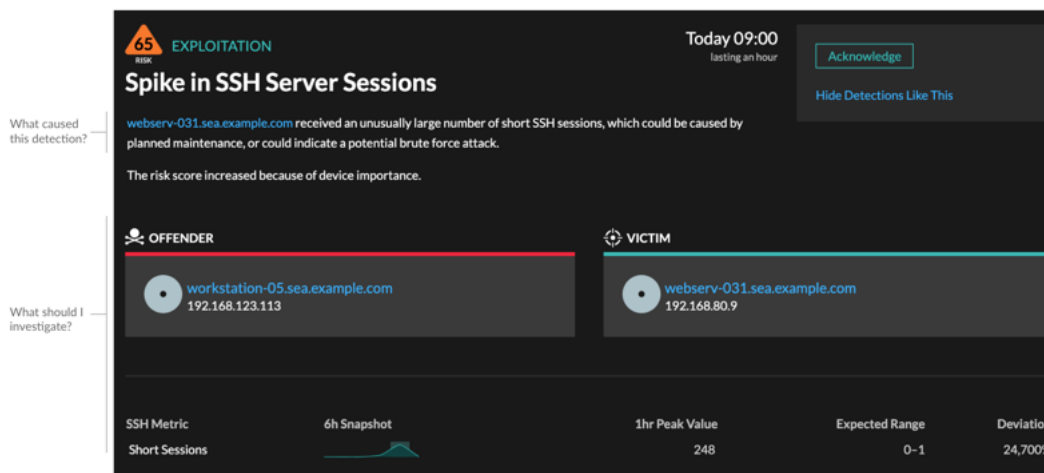 65
RISK
EXPLOITATION
Spike in SSH Server Sessions
Today 09:00
lasting an hour
Acknowledge
Hide Detections Like This
What caused
this detection?
webserv-031.sea.example.com received an unusually large number of short SSH sessions, which could be caused by
planned maintenance, or could indicate a potential brute force attack.
The risk score increased because of device importance.
What should I
investigate?
OFFENDER
workstation-05.sea.example.com
192.168.123.113
VICTIM
webserv-031.sea.example.com
192.168.80.9
SSH Metric 6h Snapshot 1hr Peak Value Expected Range Deviatio
Short Sessions 248 0–1 24,700%